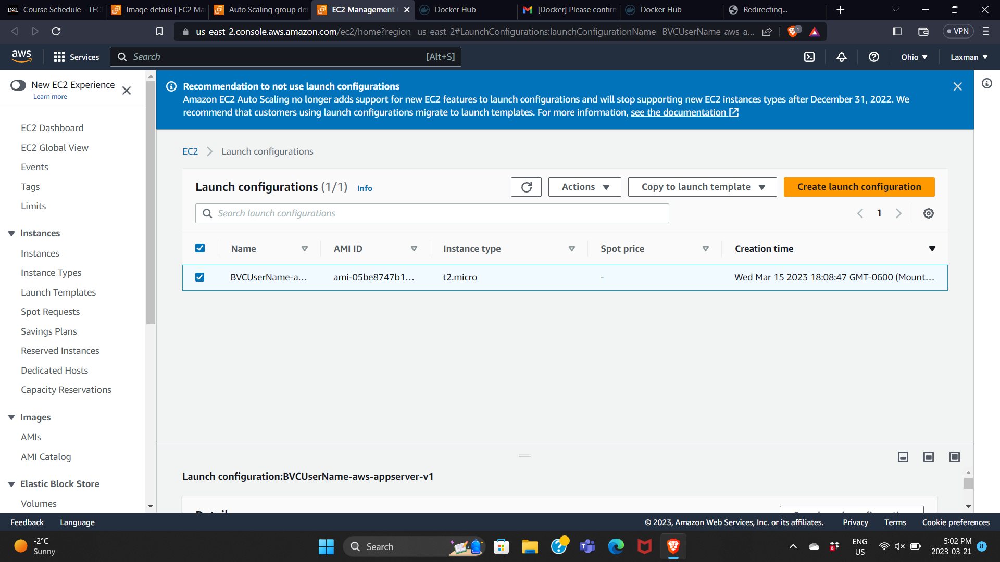 Course Schedule - TEC
Image details | EC2 Ma
Auto Scaling group det
EC2 Management
Docker Hub
[Docker] Please confirm
Docker Hub
Redirecting...
us-east-2.console.aws.amazon.com/ec2/home?region=us-east-2#LaunchConfigurations:launchConfigurationName=BVCUserName-aws-a...
1
VPN
aws
Services
Search
[Alt+S]
Ohio
Laxman
New EC2 Experience
Learn more
EC2 Dashboard
EC2 Global View
Events
Tags
Limits
Instances
Instances
Instance Types
Launch Templates
Spot Requests
Savings Plans
Reserved Instances
Dedicated Hosts
Capacity Reservations
Images
AMIs
AMI Catalog
Elastic Block Store
Volumes
Recommendation to not use launch configurations
Amazon EC2 Auto Scaling no longer adds support for new EC2 features to launch configurations and will stop supporting new EC2 instances types after December 31, 2022. We
recommend that customers using launch configurations migrate to launch templates. For more information, see the documentation
EC2 > Launch configurations
Launch configurations (1/1) Info
Actions
Copy to launch template
Create launch configuration
Search launch configurations
1
Name AMI ID Instance type Spot price Creation time
BVCUserName-a... ami-05be8747b1... t2.micro - Wed Mar 15 2023 18:08:47 GMT-0600 (Mount...
Launch configuration:BVCUserName-aws-appserver-v1
Feedback
Language
© 2023, Amazon Web Services, Inc. or its affiliates.
Privacy
Terms
Cookie preferences
-2°C
Sunny
Search
ENG
US
5:02 PM
2023-03-21
8